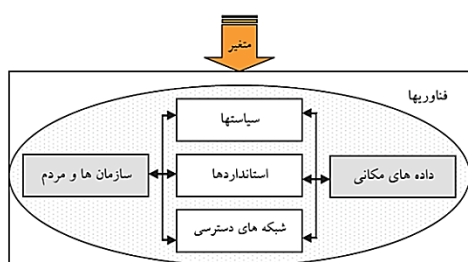 متغیر
فناوریها
سیاستها
داده های مکانی
استانداردها
سازمان ها و مردم
شبکه های دسترسی